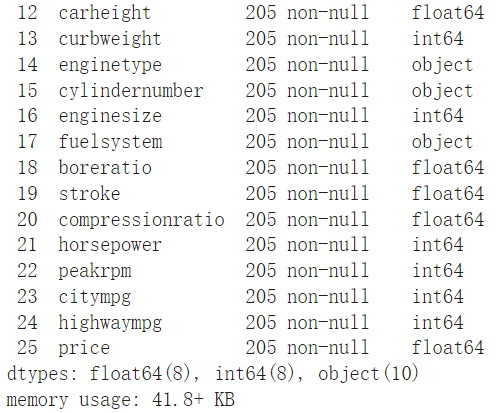 12  carheight         205 non-null    float64
13  curbweight        205 non-null    int64
14  enginetype        205 non-null    object
15  cylindernumber    205 non-null    object
16  enginesize        205 non-null    int64
17  fuelsystem        205 non-null    object
18  boreratio         205 non-null    float64
19  stroke            205 non-null    float64
20  compressionratio  205 non-null    float64
21  horsepower        205 non-null    int64
22  peakrpm           205 non-null    int64
23  citympg           205 non-null    int64
24  highwaympg        205 non-null    int64
25  price             205 non-null    float64
dtypes: float64(8), int64(8), object(10)
memory usage: 41.8+ KB